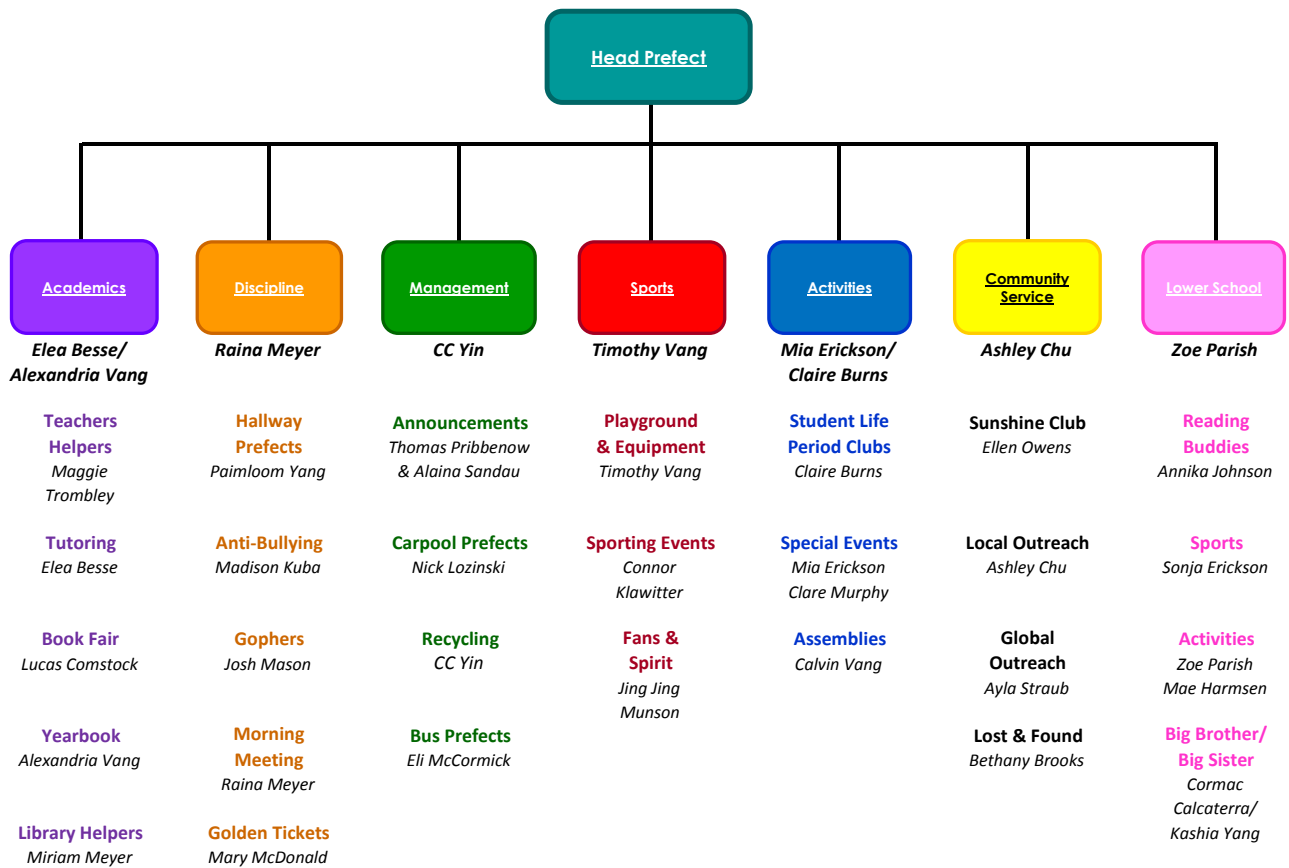 Head Prefect
Academics
Elea Besse/
Alexandria Vang
Teachers
Helpers
Maggie
Trombley
Tutoring
Elea Besse
Book Fair
Lucas Comstock
Yearbook
Alexandria Vang
Library Helpers
Miriam Meyer
Discipline
Raina Meyer
Hallway
Prefects
Paimloom Yang
Anti-Bullying
Madison Kuba
Gophers
Josh Mason
Morning
Meeting
Raina Meyer
Golden Tickets
Mary McDonald
Management
CC Yin
Announcements
Thomas Pribbenow
& Alaina Sandau
Carpool Prefects
Nick Lozinski
Recycling
CC Yin
Bus Prefects
Eli McCormick
Sports
Timothy Vang
Playground
& Equipment
Timothy Vang
Sporting Events
Connor
Klawitter
Fans &
Spirit
Jing Jing
Munson
Activities
Mia Erickson/
Claire Burns
Student Life
Period Clubs
Claire Burns
Special Events
Mia Erickson
Clare Murphy
Assemblies
Calvin Vang
Community
Service
Ashley Chu
Sunshine Club
Ellen Owens
Local Outreach
Ashley Chu
Global
Outreach
Ayla Straub
Lost & Found
Bethany Brooks
Lower School
Zoe Parish
Reading
Buddies
Annika Johnson
Sports
Sonja Erickson
Activities
Zoe Parish
Mae Harmsen
Big Brother/
Big Sister
Cormac
Calcaterra/
Kashia Yang